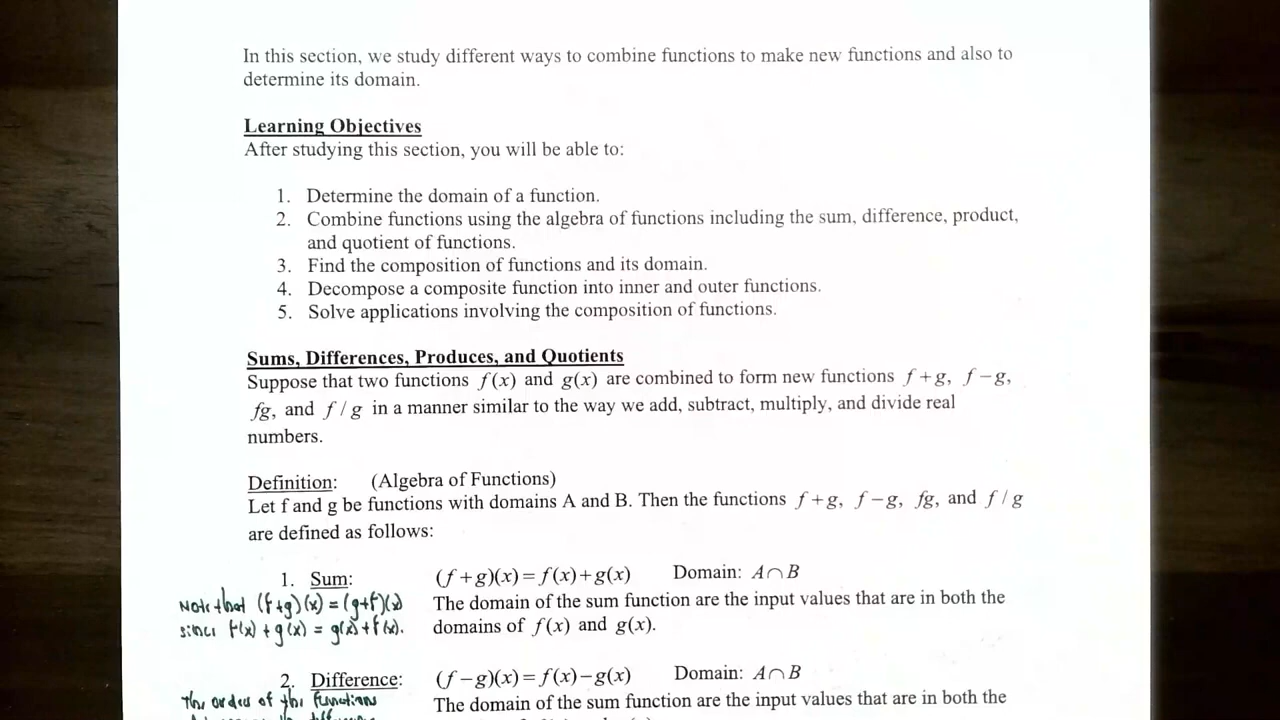 In this section, we study different ways to combine functions to make new functions and also to
determine its domain.
Learning Objectives
After studying this section, you will be able to:
1. Determine the domain of a function.
2. Combine functions using the algebra of functions including the sum, difference, product,
and quotient of functions.
3. Find the composition of functions and its domain.
4. Decompose a composite function into inner and outer functions.
5. Solve applications involving the composition of functions.
Sums, Differences, Produces, and Quotients
Suppose that two functions f(x) and g(x) are combined to form new functions f+g, f−g,
fg, and f/g in a manner similar to the way we add, subtract, multiply, and divide real
numbers.
Definition: (Algebra of Functions)
Let f and g be functions with domains A and B. Then the functions f+g, f−g, fg, and f/g
are defined as follows:
1. Sum: (f+g)(x)=f(x)+g(x) Domain: A∩B
Note that (f+g)(x) = (g+f)(x) The domain of the sum function are the input values that are in both the
since f(x)+g(x) = g(x)+f(x). domains of f(x) and g(x).
2. Difference: (f−g)(x)=f(x)−g(x) Domain: A∩B
The order of the functions The domain of the sum function are the input values that are in both the